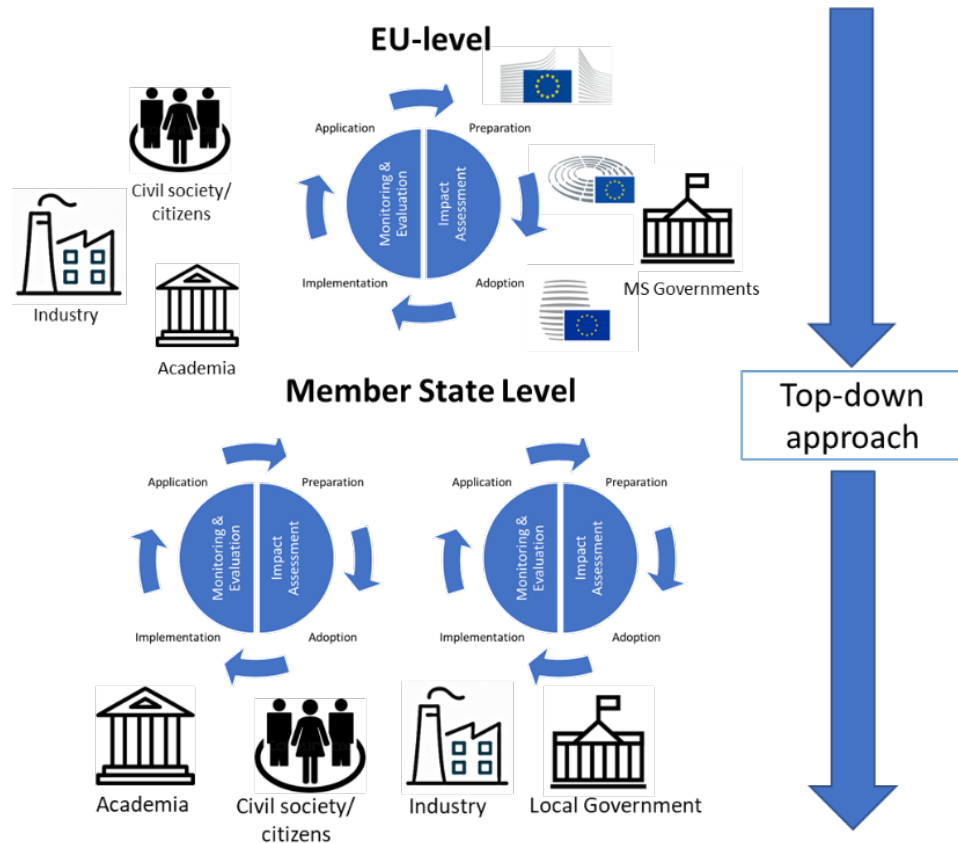 EU-level
Application
Preparation
Monitoring &
Evaluation
Impact
Assessment
Implementation
Adoption
Civil society/
citizens
Industry
Academia
MS Governments
Member State Level
Top-down
approach
Application
Preparation
Monitoring &
Evaluation
Impact
Assessment
Implementation
Adoption
Application
Preparation
Monitoring &
Evaluation
Impact
Assessment
Implementation
Adoption
Academia
Civil society/
citizens
Industry
Local Government